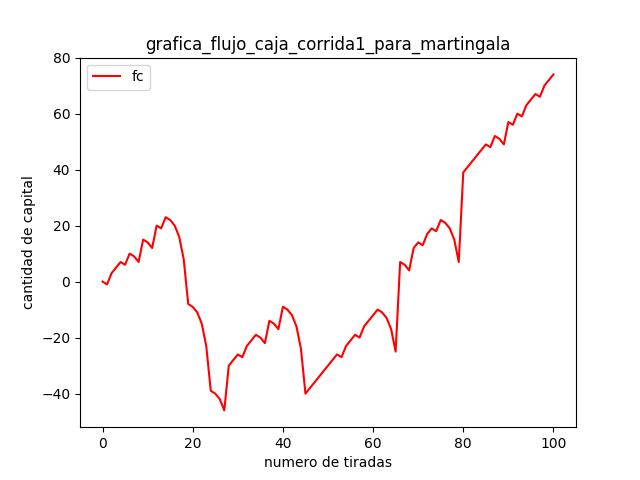 grafica_flujo_caja_corrida1_para_martingala
fc
cantidad de capital
80
60
40
20
0
−20
−40
0 20 40 60 80 100
numero de tiradas